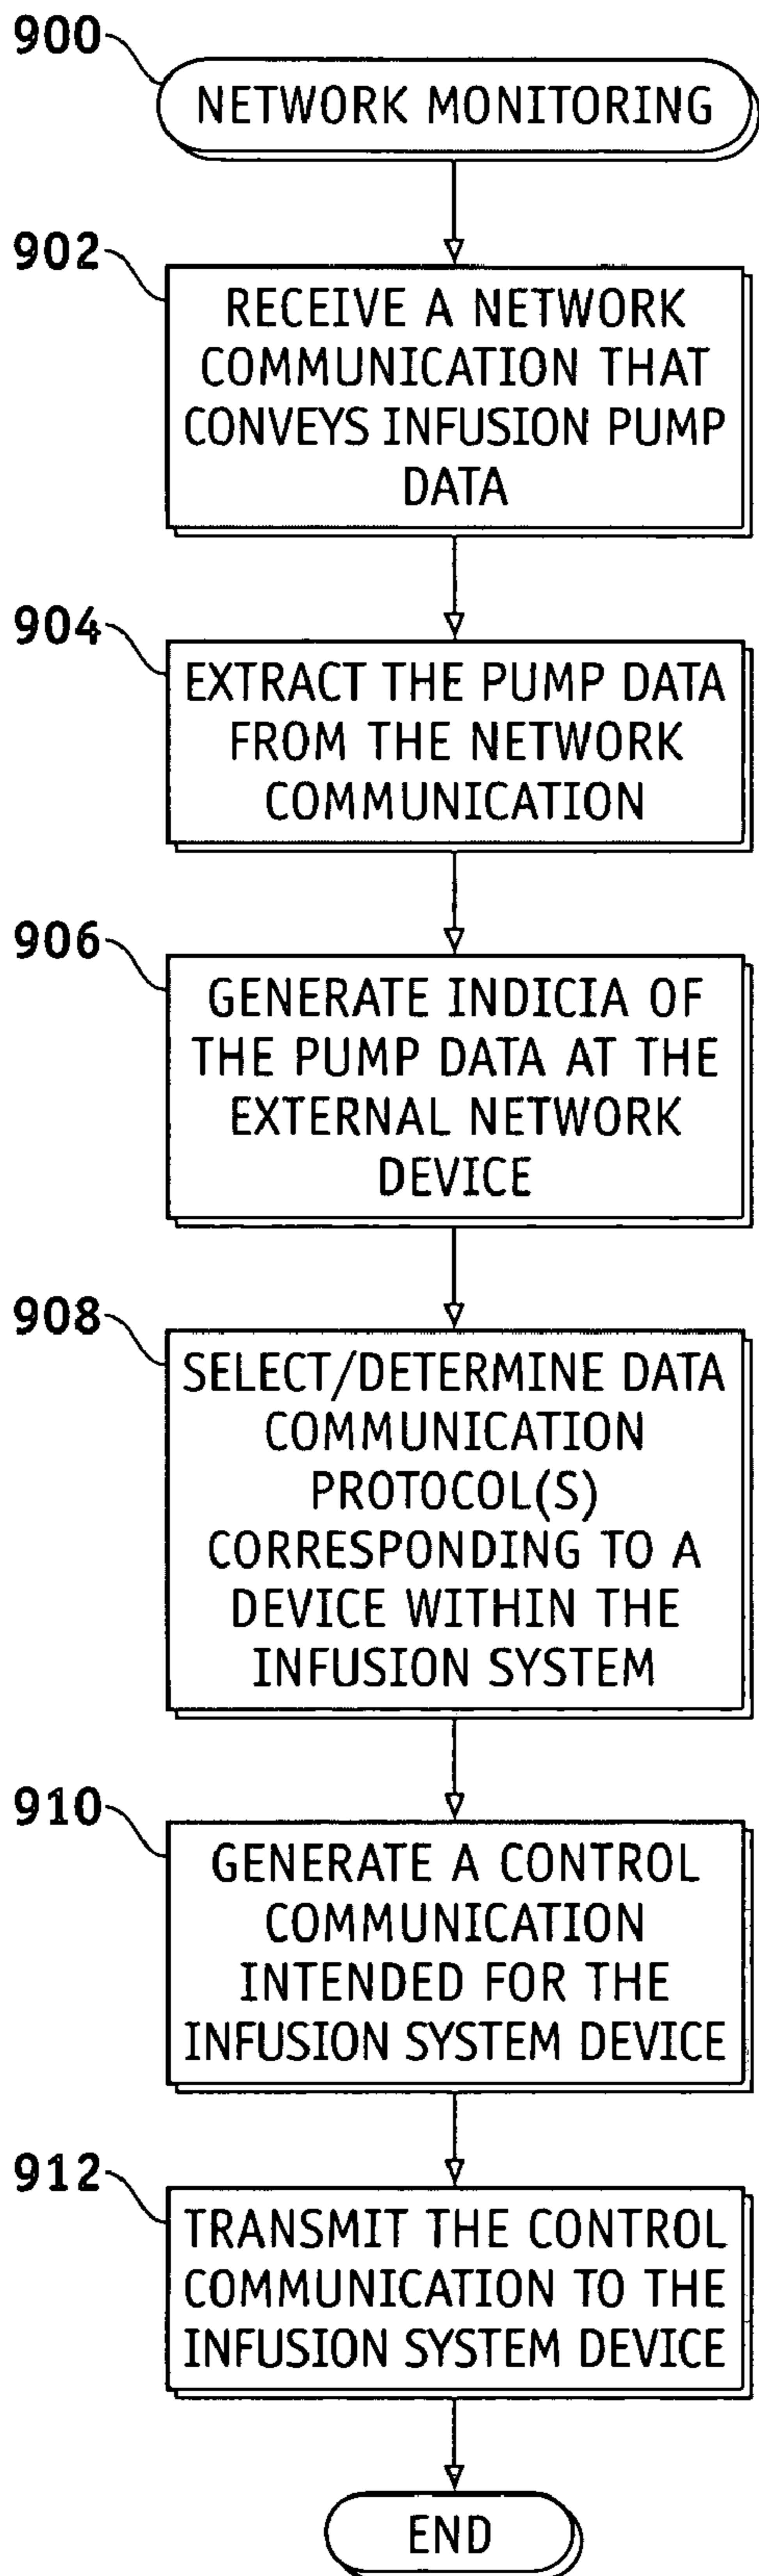 900
NETWORK MONITORING
902
RECEIVE A NETWORK
COMMUNICATION THAT
CONVEYS INFUSION PUMP
DATA
904
EXTRACT THE PUMP DATA
FROM THE NETWORK
COMMUNICATION
906
GENERATE INDICIA OF
THE PUMP DATA AT THE
EXTERNAL NETWORK
DEVICE
908
SELECT/DETERMINE DATA
COMMUNICATION
PROTOCOL(S)
CORRESPONDING TO A
DEVICE WITHIN THE
INFUSION SYSTEM
910
GENERATE A CONTROL
COMMUNICATION
INTENDED FOR THE
INFUSION SYSTEM DEVICE
912
TRANSMIT THE CONTROL
COMMUNICATION TO THE
INFUSION SYSTEM DEVICE
END